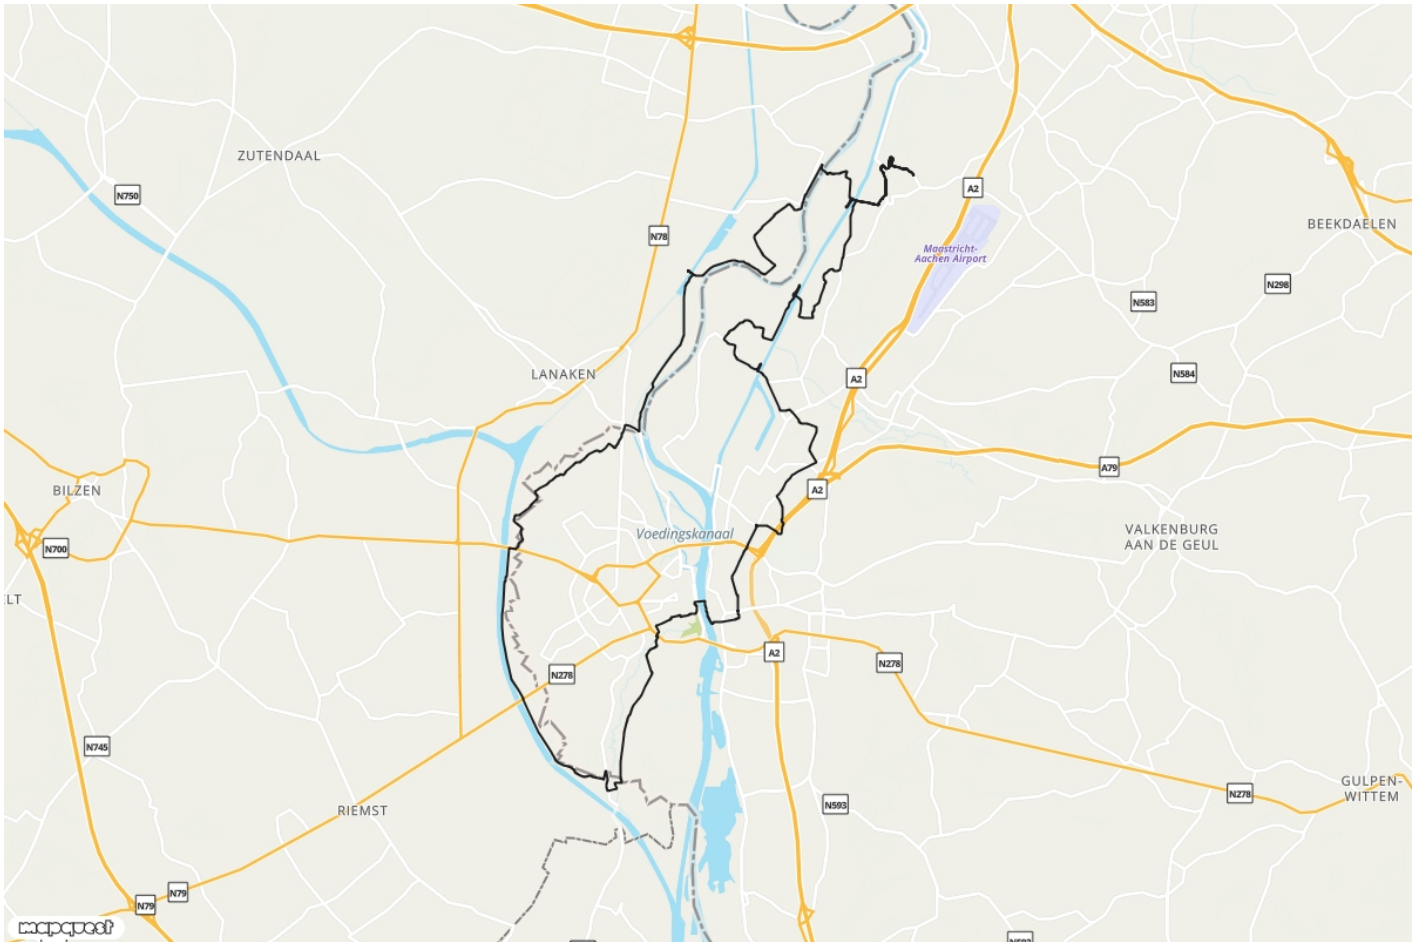 ZUTENDAAL
N750
A2
BEEKDAELEN
N78
Maastricht-
Aachen Airport
N298
N583
LANAKEN
N584
A2
A79
BILZEN
A2
VALKENBURG
AAN DE GEUL
Voedingskanaal
N700
LT
A2
N278
N278
N745
GULPEN-
WITTEM
N278
N593
RIEMST
N79
N79
mapquest